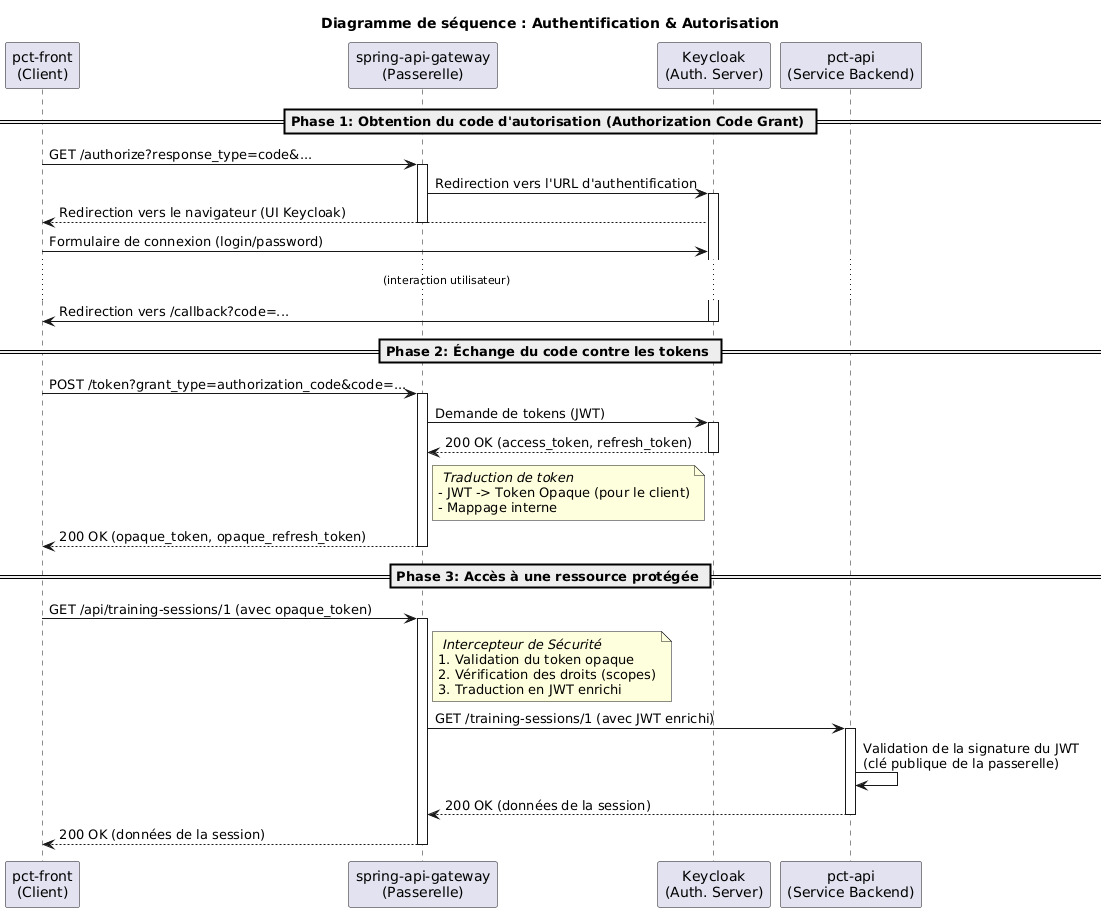 Diagramme de séquence : Authentification & Autorisation
pct-front
(Client)
spring-api-gateway
(Passerelle)
Keycloak
(Auth. Server)
pct-api
(Service Backend)
Phase 1: Obtention du code d'autorisation (Authorization Code Grant)
GET /authorize?response_type=code&...
Redirection vers l'URL d'authentification
Redirection vers le navigateur (UI Keycloak)
Formulaire de connexion (login/password)
(interaction utilisateur)
Redirection vers /callback?code=...
Phase 2: Échange du code contre les tokens
POST /token?grant_type=authorization_code&code=...
Demande de tokens (JWT)
200 OK (access_token, refresh_token)
Traduction de token
- JWT -> Token Opaque (pour le client)
- Mappage interne
200 OK (opaque_token, opaque_refresh_token)
Phase 3: Accès à une ressource protégée
GET /api/training-sessions/1 (avec opaque_token)
Intercepteur de Sécurité
1. Validation du token opaque
2. Vérification des droits (scopes)
3. Traduction en JWT enrichi
GET /training-sessions/1 (avec JWT enrichi)
Validation de la signature du JWT
(clé publique de la passerelle)
200 OK (données de la session)
200 OK (données de la session)
pct-front
(Client)
spring-api-gateway
(Passerelle)
Keycloak
(Auth. Server)
pct-api
(Service Backend)